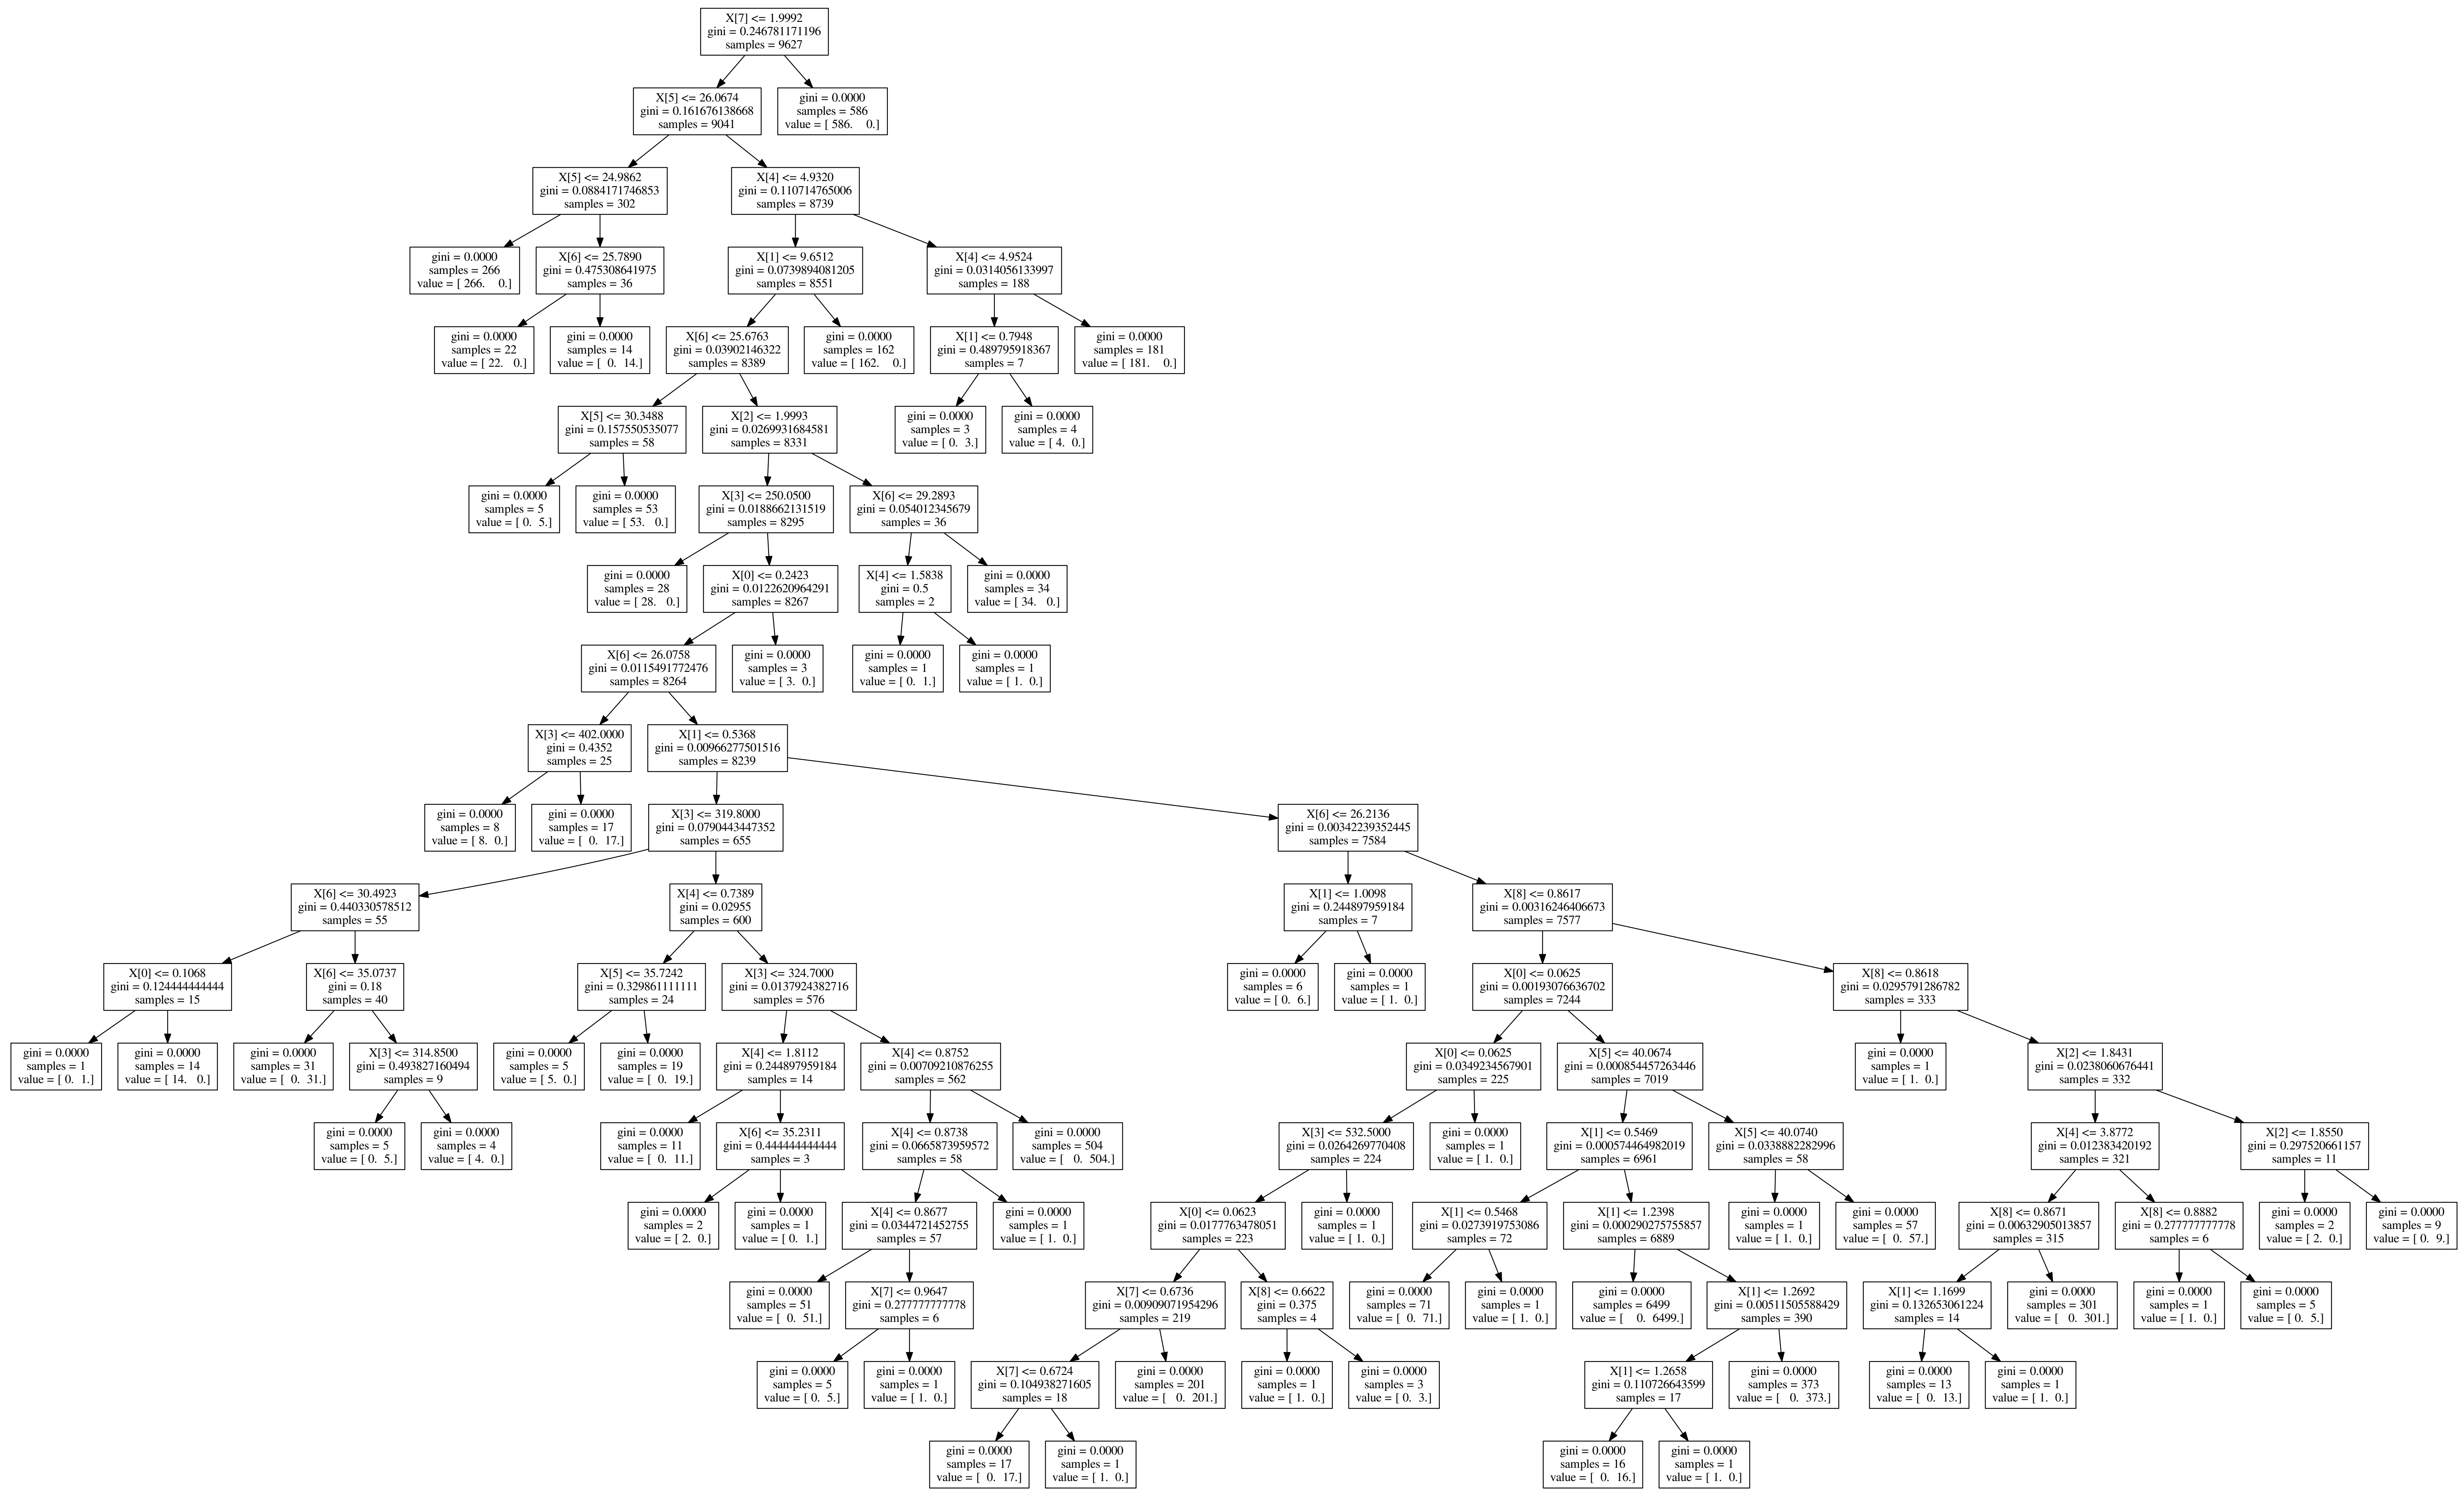 X[7] <= 1.9992
gini = 0.246781171196
samples = 9627
X[5] <= 26.0674
gini = 0.161676138668
samples = 9041
gini = 0.0000
samples = 586
value = [ 586. 0.]
X[5] <= 24.9862
gini = 0.0884171746853
samples = 302
X[4] <= 4.9320
gini = 0.110714765006
samples = 8739
gini = 0.0000
samples = 266
value = [ 266. 0.]
X[6] <= 25.7890
gini = 0.475308641975
samples = 36
X[1] <= 9.6512
gini = 0.0739894081205
samples = 8551
X[4] <= 4.9524
gini = 0.0314056133997
samples = 188
gini = 0.0000
samples = 22
value = [ 22. 0.]
gini = 0.0000
samples = 14
value = [ 0. 14.]
X[6] <= 25.6763
gini = 0.03902146322
samples = 8389
gini = 0.0000
samples = 162
value = [ 162. 0.]
X[1] <= 0.7948
gini = 0.489795918367
samples = 7
gini = 0.0000
samples = 181
value = [ 181. 0.]
X[5] <= 30.3488
gini = 0.157550535077
samples = 58
X[2] <= 1.9993
gini = 0.0269931684581
samples = 8331
gini = 0.0000
samples = 3
value = [ 0. 3.]
gini = 0.0000
samples = 4
value = [ 4. 0.]
gini = 0.0000
samples = 5
value = [ 0. 5.]
gini = 0.0000
samples = 53
value = [ 53. 0.]
X[3] <= 250.0500
gini = 0.0188662131519
samples = 8295
X[6] <= 29.2893
gini = 0.054012345679
samples = 36
gini = 0.0000
samples = 28
value = [ 28. 0.]
X[0] <= 0.2423
gini = 0.0122620964291
samples = 8267
X[4] <= 1.5838
gini = 0.5
samples = 2
gini = 0.0000
samples = 34
value = [ 34. 0.]
X[6] <= 26.0758
gini = 0.0115491772476
samples = 8264
gini = 0.0000
samples = 3
value = [ 3. 0.]
gini = 0.0000
samples = 1
value = [ 0. 1.]
gini = 0.0000
samples = 1
value = [ 1. 0.]
X[3] <= 402.0000
gini = 0.4352
samples = 25
X[1] <= 0.5368
gini = 0.00966277501516
samples = 8239
gini = 0.0000
samples = 8
value = [ 8. 0.]
gini = 0.0000
samples = 17
value = [ 0. 17.]
X[3] <= 319.8000
gini = 0.0790443447352
samples = 655
X[6] <= 26.2136
gini = 0.00342239352445
samples = 7584
X[6] <= 30.4923
gini = 0.440330578512
samples = 55
X[4] <= 0.7389
gini = 0.02955
samples = 600
X[1] <= 1.0098
gini = 0.244897959184
samples = 7
X[8] <= 0.8617
gini = 0.00316246406673
samples = 7577
X[0] <= 0.1068
gini = 0.124444444444
samples = 15
X[6] <= 35.0737
gini = 0.18
samples = 40
X[5] <= 35.7242
gini = 0.329861111111
samples = 24
X[3] <= 324.7000
gini = 0.0137924382716
samples = 576
gini = 0.0000
samples = 6
value = [ 0. 6.]
gini = 0.0000
samples = 1
value = [ 1. 0.]
X[0] <= 0.0625
gini = 0.00193076636702
samples = 7244
X[8] <= 0.8618
gini = 0.0295791286782
samples = 333
gini = 0.0000
samples = 1
value = [ 0. 1.]
gini = 0.0000
samples = 14
value = [ 14. 0.]
gini = 0.0000
samples = 31
value = [ 0. 31.]
X[3] <= 314.8500
gini = 0.493827160494
samples = 9
gini = 0.0000
samples = 5
value = [ 5. 0.]
gini = 0.0000
samples = 19
value = [ 0. 19.]
X[4] <= 1.8112
gini = 0.244897959184
samples = 14
X[4] <= 0.8752
gini = 0.00709210876255
samples = 562
X[0] <= 0.0625
gini = 0.0349234567901
samples = 225
X[5] <= 40.0674
gini = 0.000854457263446
samples = 7019
gini = 0.0000
samples = 1
value = [ 1. 0.]
X[2] <= 1.8431
gini = 0.0238060676441
samples = 332
gini = 0.0000
samples = 5
value = [ 0. 5.]
gini = 0.0000
samples = 4
value = [ 4. 0.]
gini = 0.0000
samples = 11
value = [ 0. 11.]
X[6] <= 35.2311
gini = 0.444444444444
samples = 3
X[4] <= 0.8738
gini = 0.0665873959572
samples = 58
gini = 0.0000
samples = 504
value = [ 0. 504.]
X[3] <= 532.5000
gini = 0.0264269770408
samples = 224
gini = 0.0000
samples = 1
value = [ 1. 0.]
X[1] <= 0.5469
gini = 0.000574464982019
samples = 6961
X[5] <= 40.0740
gini = 0.0338882282996
samples = 58
X[4] <= 3.8772
gini = 0.012383420192
samples = 321
X[2] <= 1.8550
gini = 0.297520661157
samples = 11
gini = 0.0000
samples = 2
value = [ 2. 0.]
gini = 0.0000
samples = 1
value = [ 0. 1.]
X[4] <= 0.8677
gini = 0.0344721452755
samples = 57
gini = 0.0000
samples = 1
value = [ 1. 0.]
X[0] <= 0.0623
gini = 0.0177763478051
samples = 223
gini = 0.0000
samples = 1
value = [ 1. 0.]
X[1] <= 0.5468
gini = 0.0273919753086
samples = 72
X[1] <= 1.2398
gini = 0.000290275755857
samples = 6889
gini = 0.0000
samples = 1
value = [ 1. 0.]
gini = 0.0000
samples = 57
value = [ 0. 57.]
X[8] <= 0.8671
gini = 0.00632905013857
samples = 315
X[8] <= 0.8882
gini = 0.277777777778
samples = 6
gini = 0.0000
samples = 2
value = [ 2. 0.]
gini = 0.0000
samples = 9
value = [ 0. 9.]
gini = 0.0000
samples = 51
value = [ 0. 51.]
X[7] <= 0.9647
gini = 0.277777777778
samples = 6
X[7] <= 0.6736
gini = 0.00909071954296
samples = 219
X[8] <= 0.6622
gini = 0.375
samples = 4
gini = 0.0000
samples = 71
value = [ 0. 71.]
gini = 0.0000
samples = 1
value = [ 1. 0.]
gini = 0.0000
samples = 6499
value = [ 0. 6499.]
X[1] <= 1.2692
gini = 0.00511505588429
samples = 390
X[1] <= 1.1699
gini = 0.132653061224
samples = 14
gini = 0.0000
samples = 301
value = [ 0. 301.]
gini = 0.0000
samples = 1
value = [ 1. 0.]
gini = 0.0000
samples = 5
value = [ 0. 5.]
gini = 0.0000
samples = 5
value = [ 0. 5.]
gini = 0.0000
samples = 1
value = [ 1. 0.]
X[7] <= 0.6724
gini = 0.104938271605
samples = 18
gini = 0.0000
samples = 201
value = [ 0. 201.]
gini = 0.0000
samples = 1
value = [ 1. 0.]
gini = 0.0000
samples = 3
value = [ 0. 3.]
X[1] <= 1.2658
gini = 0.110726643599
samples = 17
gini = 0.0000
samples = 373
value = [ 0. 373.]
gini = 0.0000
samples = 13
value = [ 0. 13.]
gini = 0.0000
samples = 1
value = [ 1. 0.]
gini = 0.0000
samples = 17
value = [ 0. 17.]
gini = 0.0000
samples = 1
value = [ 1. 0.]
gini = 0.0000
samples = 16
value = [ 0. 16.]
gini = 0.0000
samples = 1
value = [ 1. 0.]